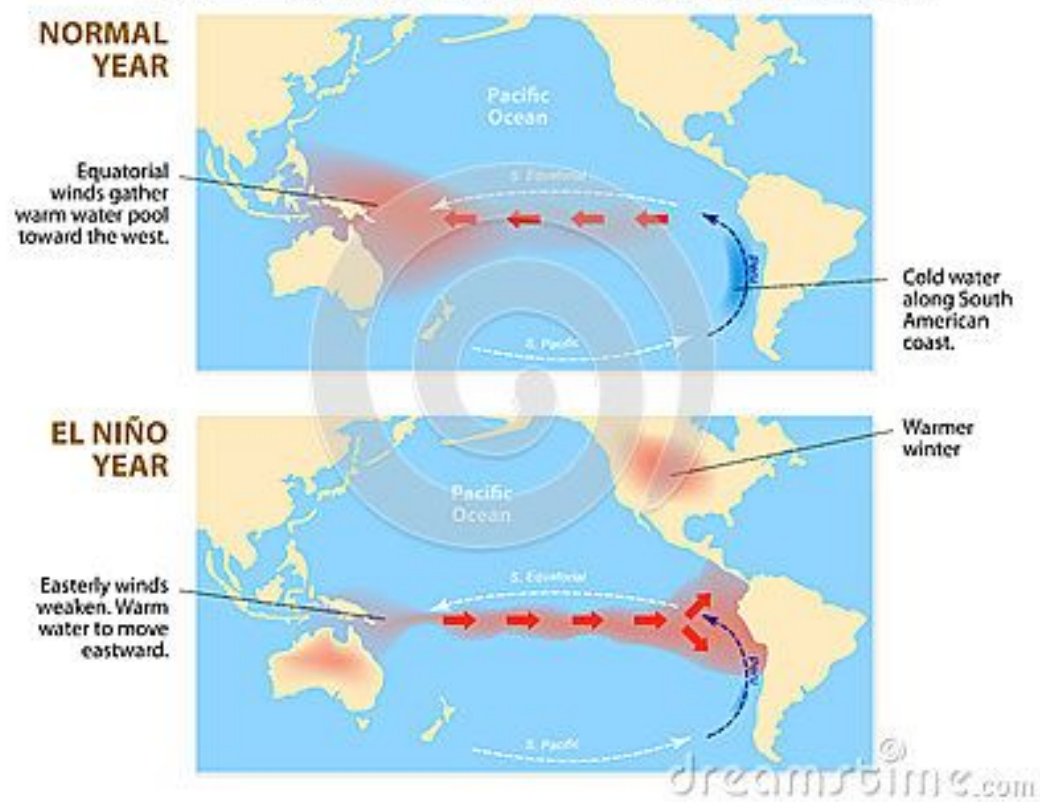 NORMAL
YEAR
Pacific
Ocean
Equatorial
winds gather
warm water pool
toward the west.
S. Equatorial
Peru
Cold water
along South
American
coast.
S. Pacific
EL NIÑO
YEAR
Warmer
winter
Pacific
Ocean
Easterly winds
weaken. Warm
water to move
eastward.
S. Equatorial
Peru
S. Pacific
dreamstime.com